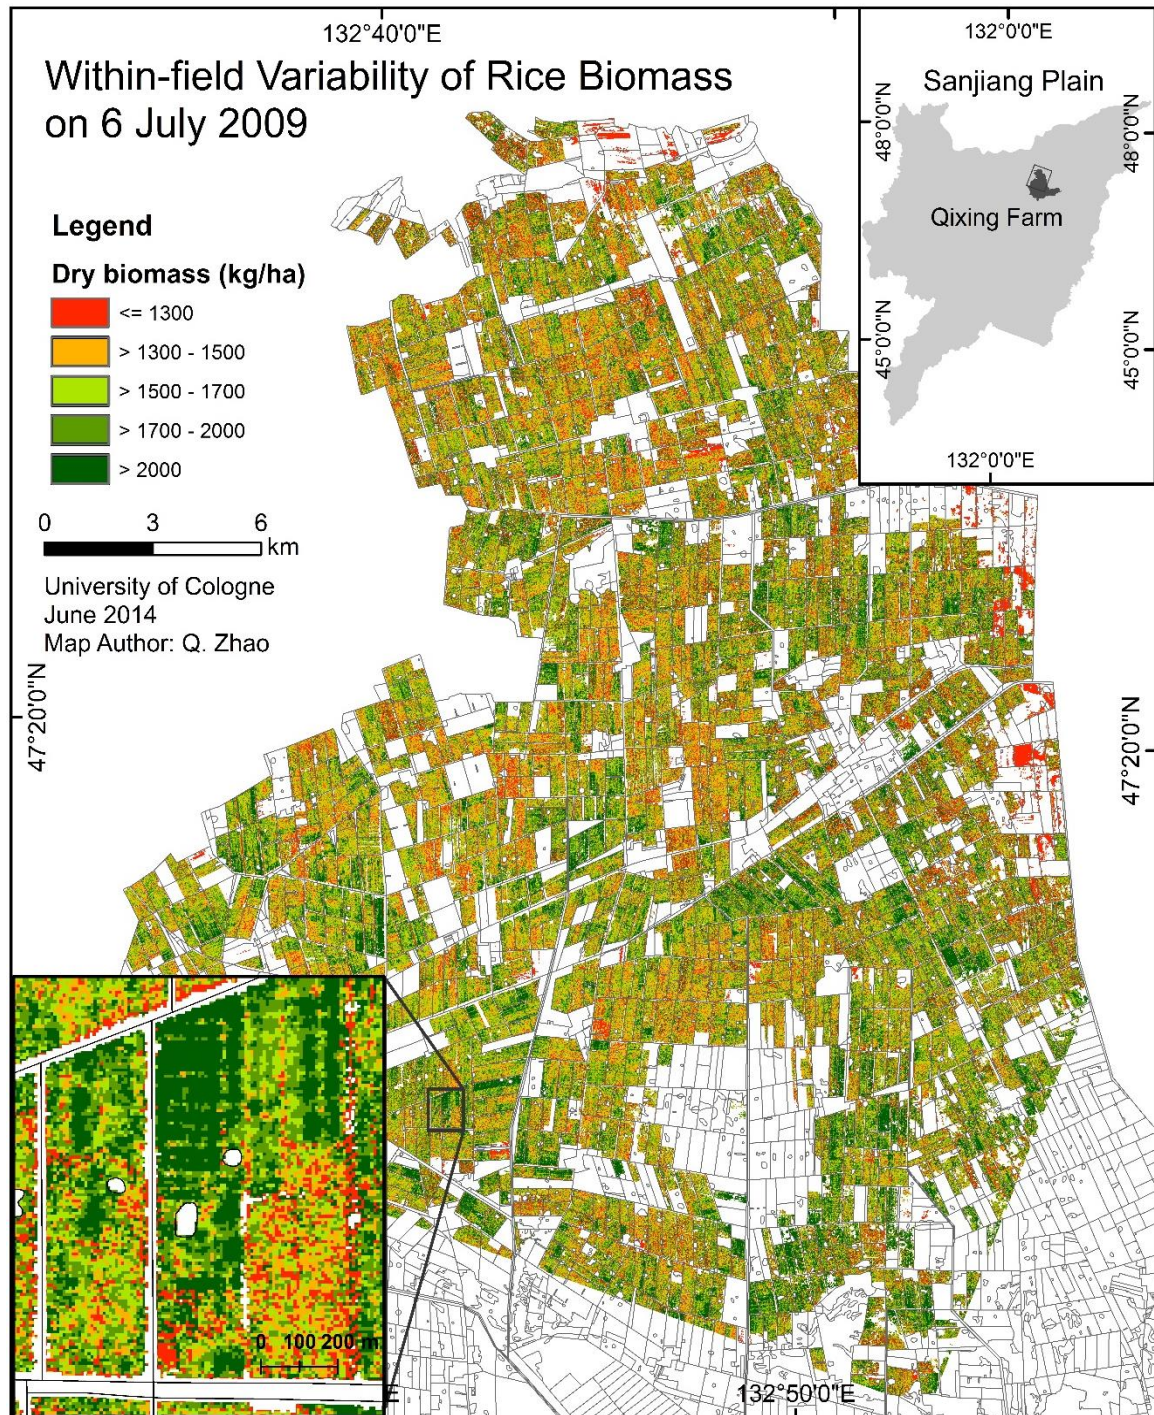 132°40'0"E
Within-field Variability of Rice Biomass
on 6 July 2009
Legend
Dry biomass (kg/ha)
<= 1300
> 1300 - 1500
> 1500 - 1700
> 1700 - 2000
> 2000
0 3 6
km
University of Cologne
June 2014
Map Author: Q. Zhao
132°0'0"E
Sanjiang Plain
48°0'0"N
48°0'0"N
Qixing Farm
45°0'0"N
45°0'0"N
132°0'0"E
47°20'0"N
47°20'0"N
0 100 200 m
E
132°50'0"E